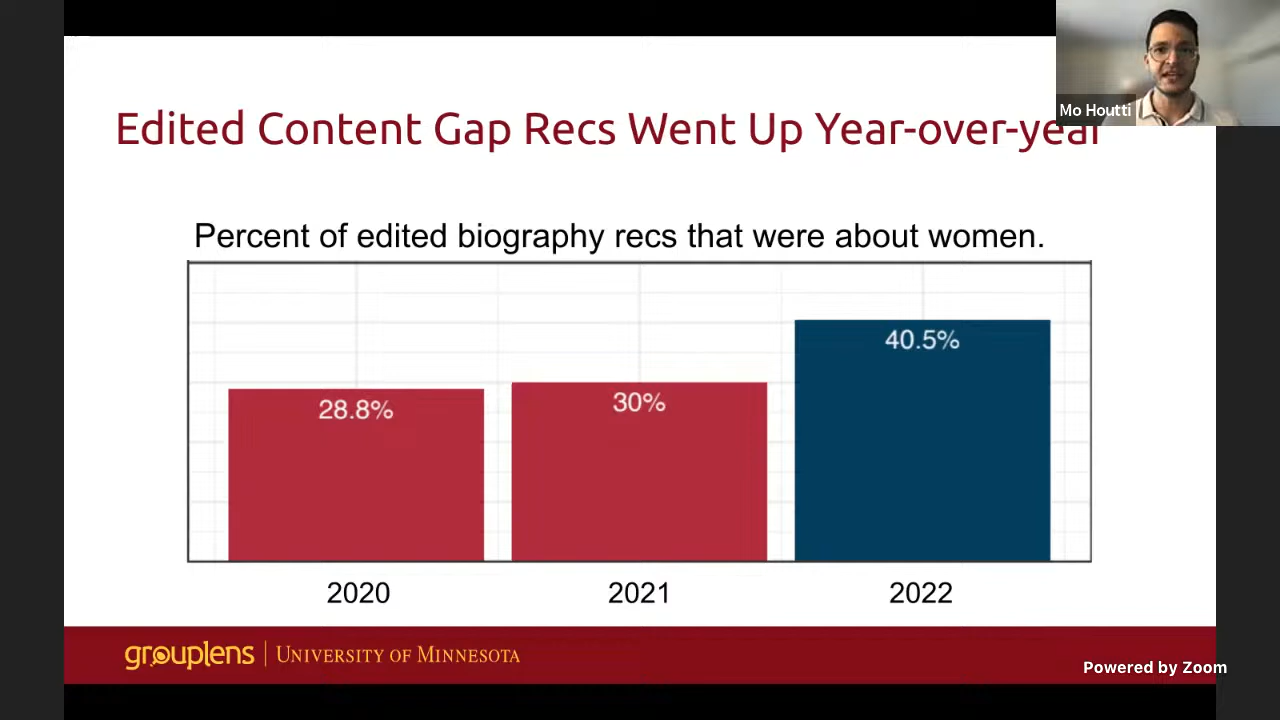 Mo Houtti
Edited Content Gap Recs Went Up Year-over-year
Percent of edited biography recs that were about women.
28.8%
30%
40.5%
2020
2021
2022
grouplens | UNIVERSITY OF MINNESOTA
Powered by Zoom